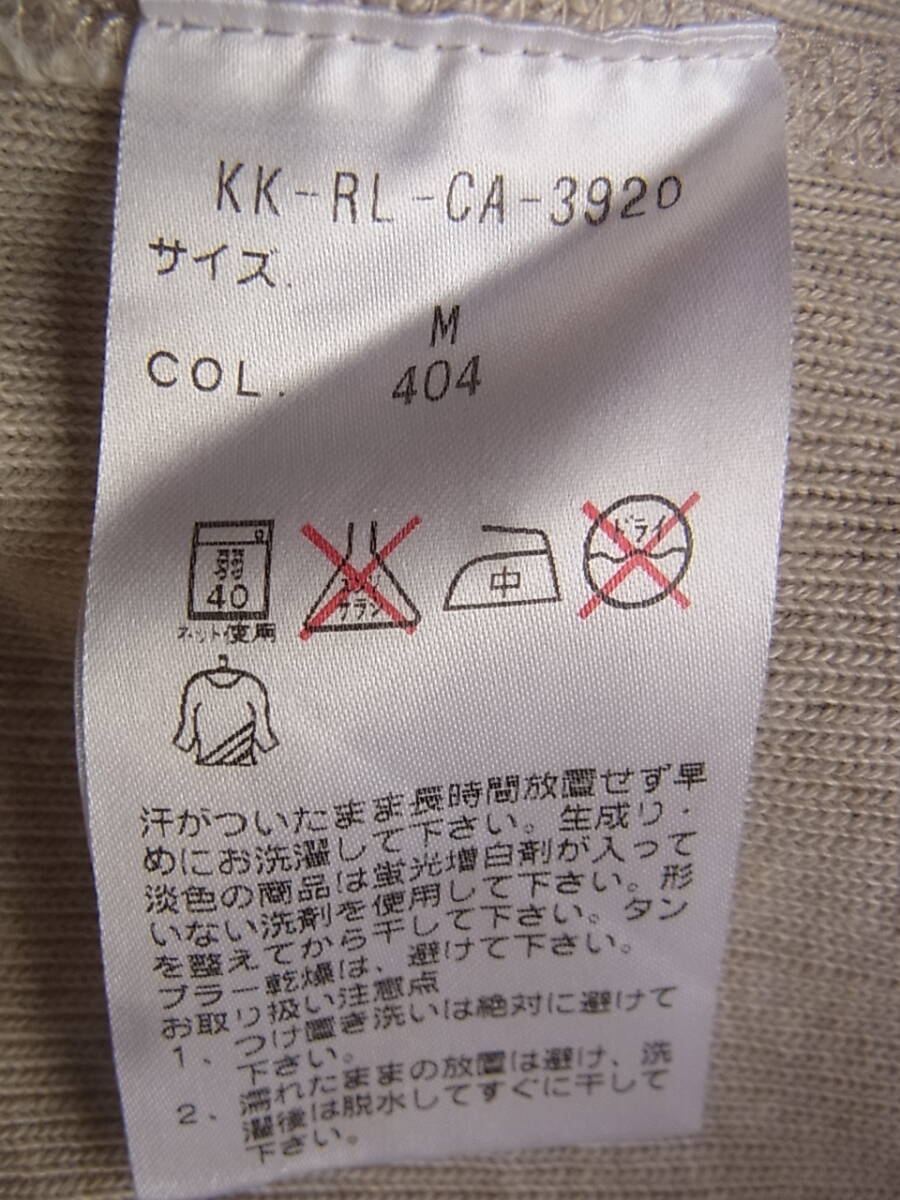 KK-RL-CA-3920
サイズ.
M
COL. 404
弱
40
ネット使用
サラシ
中
ドライ
汗がついたまま長時間放置せず早
めにお洗濯して下さい。生成り・
淡色の商品は蛍光増白剤が入って
いない洗剤を使用して下さい。形
を整えてから干して下さい。タン
ブラー乾燥は、避けて下さい。
お取り扱い注意点
1、つけ置き洗いは絶対に避けて
下さい。
2、濡れたままの放置は避け、洗
濯後は脱水してすぐに干して
下さい。